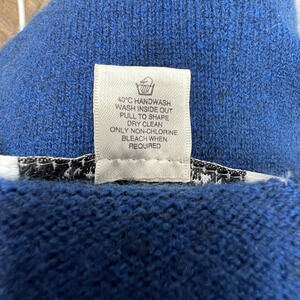 40°C HANDWASH
WASH INSIDE OUT
PULL TO SHAPE
DRY CLEAN
ONLY NON-CHLORINE
BLEACH WHEN
REQUIRED